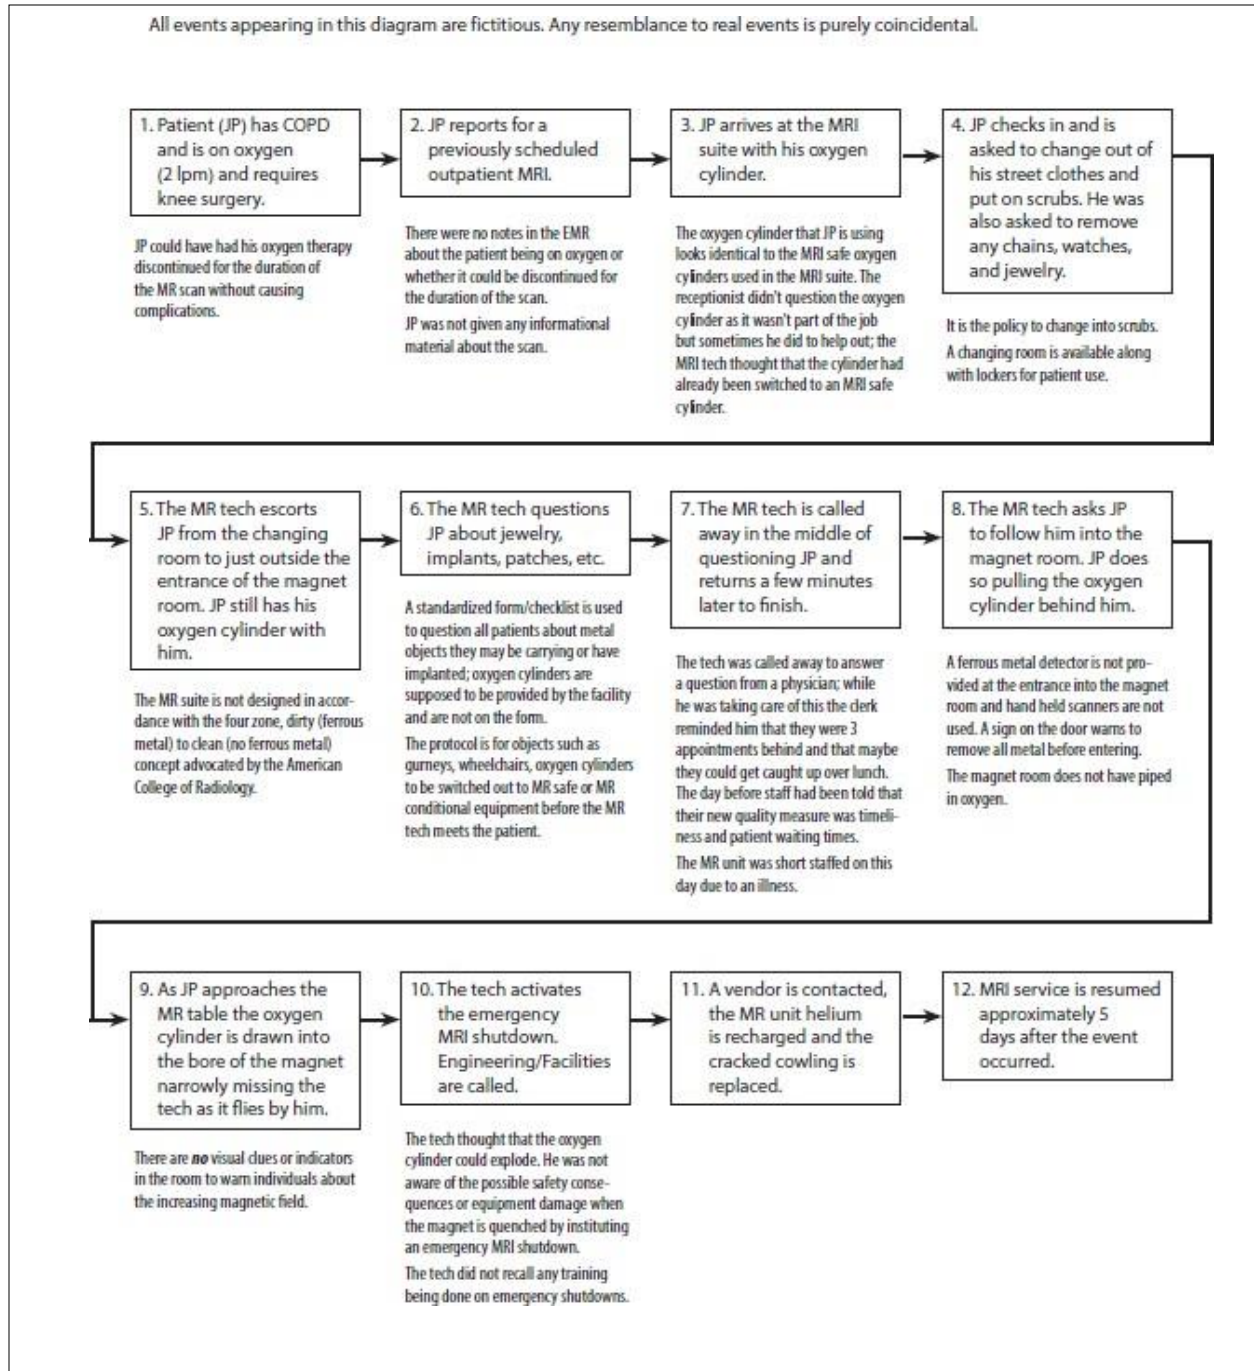 All events appearing in this diagram are fictitious. Any resemblance to real events is purely coincidental.
1. Patient (JP) has COPD
and is on oxygen
(2 lpm) and requires
knee surgery.
JP could have had his oxygen therapy
discontinued for the duration of
the MR scan without causing
complications.
2. JP reports for a
previously scheduled
outpatient MRI.
There were no notes in the EMR
about the patient being on oxygen or
whether it could be discontinued for
the duration of the scan.
JP was not given any informational
material about the scan.
3. JP arrives at the MRI
suite with his oxygen
cylinder.
The oxygen cylinder that JP is using
looks identical to the MRI safe oxygen
cylinders used in the MRI suite. The
receptionist didn't question the oxygen
cylinder as it wasn't part of the job
but sometimes he did to help out; the
MRI tech thought that the cylinder had
already been switched to an MRI safe
cylinder.
4. JP checks in and is
asked to change out of
his street clothes and
put on scrubs. He was
also asked to remove
any chains, watches,
and jewelry.
It is the policy to change into scrubs.
A changing room is available along
with lockers for patient use.
5. The MR tech escorts
JP from the changing
room to just outside the
entrance of the magnet
room. JP still has his
oxygen cylinder with
him.
The MR suite is not designed in accor-
dance with the four zone, dirty (ferrous
metal) to clean (no ferrous metal)
concept advocated by the American
College of Radiology.
6. The MR tech questions
JP about jewelry,
implants, patches, etc.
A standardized form/checklist is used
to question all patients about metal
objects they may be carrying or have
implanted; oxygen cylinders are
supposed to be provided by the facility
and are not on the form.
The protocol is for objects such as
gurneys, wheelchairs, oxygen cylinders
to be switched out to MR safe or MR
conditional equipment before the MR
tech meets the patient.
7. The MR tech is called
away in the middle of
questioning JP and
returns a few minutes
later to finish.
The tech was called away to answer
a question from a physician; while
he was taking care of this the clerk
reminded him that they were 3
appointments behind and that maybe
they could get caught up over lunch.
The day before staff had been told that
their new quality measure was timeli-
ness and patient waiting times.
The MR unit was short staffed on this
day due to an illness.
8. The MR tech asks JP
to follow him into the
magnet room. JP does
so pulling the oxygen
cylinder behind him.
A ferrous metal detector is not pro-
vided at the entrance into the magnet
room and hand held scanners are not
used. A sign on the door warns to
remove all metal before entering.
The magnet room does not have piped
in oxygen.
9. As JP approaches the
MR table the oxygen
cylinder is drawn into
the bore of the magnet
narrowly missing the
tech as it flies by him.
There are no visual clues or indicators
in the room to warn individuals about
the increasing magnetic field.
10. The tech activates
the emergency
MRI shutdown.
Engineering/Facilities
are called.
The tech thought that the oxygen
cylinder could explode. He was not
aware of the possible safety conse-
quences or equipment damage when
the magnet is quenched by instituting
an emergency MRI shutdown.
The tech did not recall any training
being done on emergency shutdowns.
11. A vendor is contacted,
the MR unit helium
is recharged and the
cracked cowling is
replaced.
12. MRI service is resumed
approximately 5
days after the event
occurred.